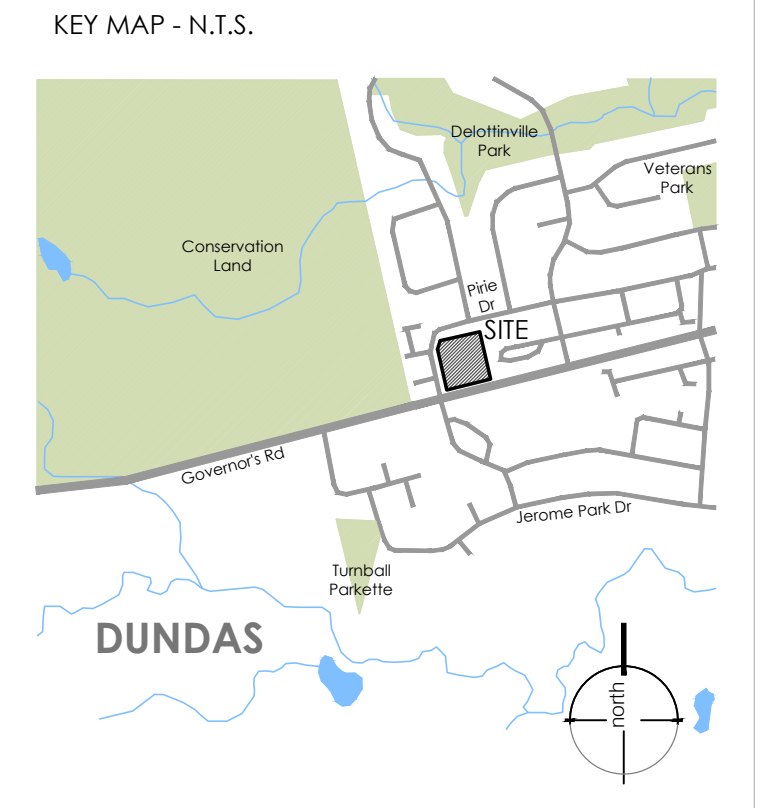 KEY MAP - N.T.S.
Delottinville
Park
Veterans
Park
Conservation
Land
Pirie
Dr
SITE
Governor's Rd
Jerome Park Dr
Turnball
Parkette
DUNDAS
north